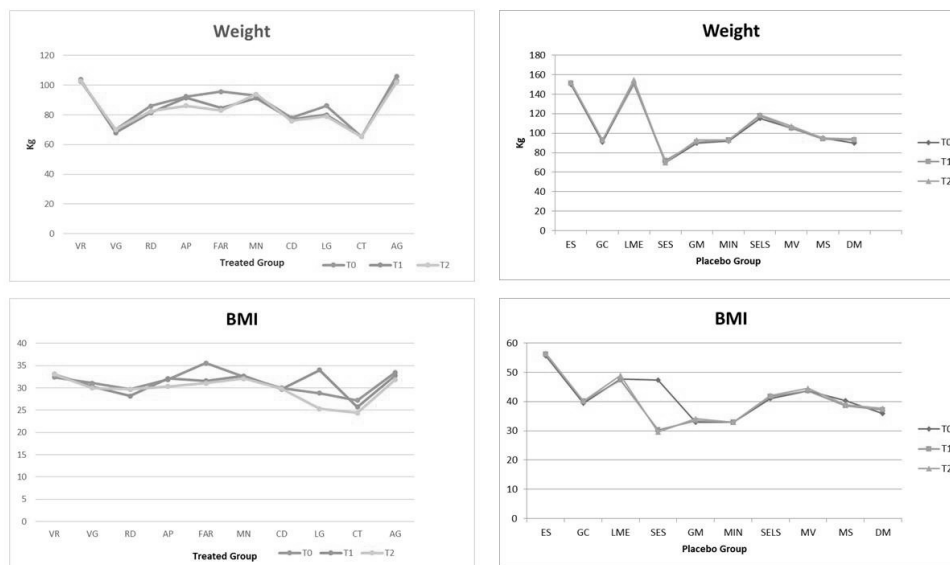 Weight
120
100
80
60
40
20
0
Kg
VR VG RD AP FAR MN CD LG CT AG
Treated Group
T0 T1 T2
Weight
180
160
140
120
100
80
60
40
20
0
Kg
ES GC LME SES GM MIN SELS MV MS DM
Placebo Group
T0
T1
T2
BMI
40
35
30
25
20
15
10
5
0
VR VG RD AP FAR MN CD LG CT AG
Treated Group
T0 T1 T2
BMI
60
50
40
30
20
10
0
ES GC LME SES GM MIN SELS MV MS DM
Placebo Group
T0
T1
T2